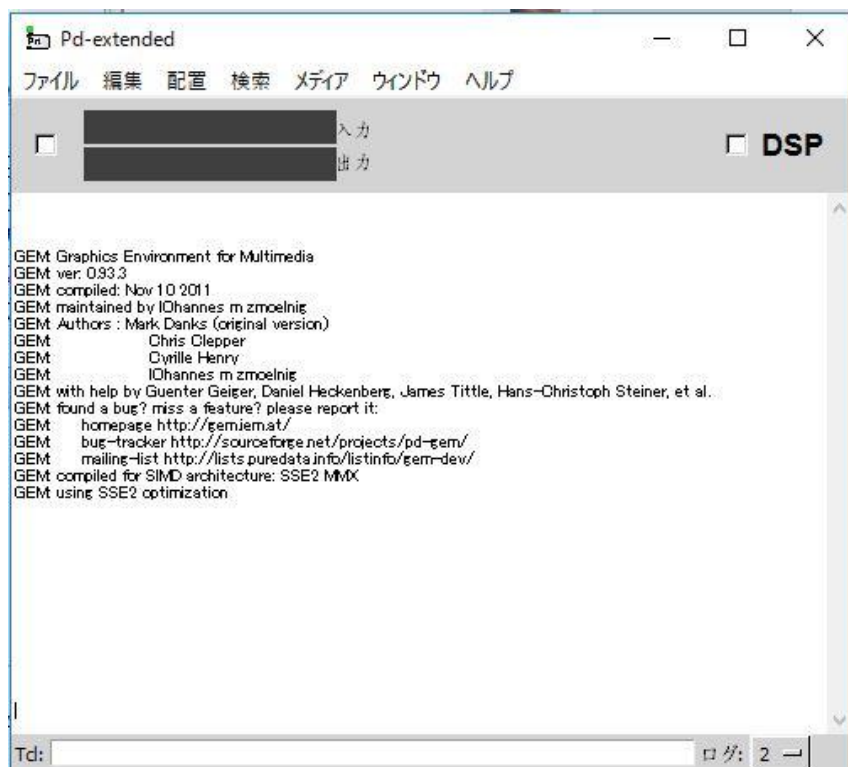 Pd-extended
ファイル 編集 配置 検索 メディア ウィンドウ ヘルプ
入力
出力
DSP
GEM: Graphics Environment for Multimedia
GEM: ver: 0.93.3
GEM: compiled: Nov 10 2011
GEM: maintained by IOhannes m zmoelnig
GEM: Authors : Mark Danks (original version)
GEM: Chris Clepper
GEM: Cyrille Henry
GEM: IOhannes m zmoelnig
GEM: with help by Guenter Geiger, Daniel Heckenberg, James Tittle, Hans-Christoph Steiner, et al.
GEM: found a bug? miss a feature? please report it:
GEM: homepage http://gem.iem.at/
GEM: bug-tracker http://sourceforge.net/projects/pd-gem/
GEM: mailing-list http://lists.puredata.info/listinfo/gem-dev/
GEM: compiled for SIMD architecture: SSE2 MMX
GEM: using SSE2 optimization
Tcl: ログ: 2